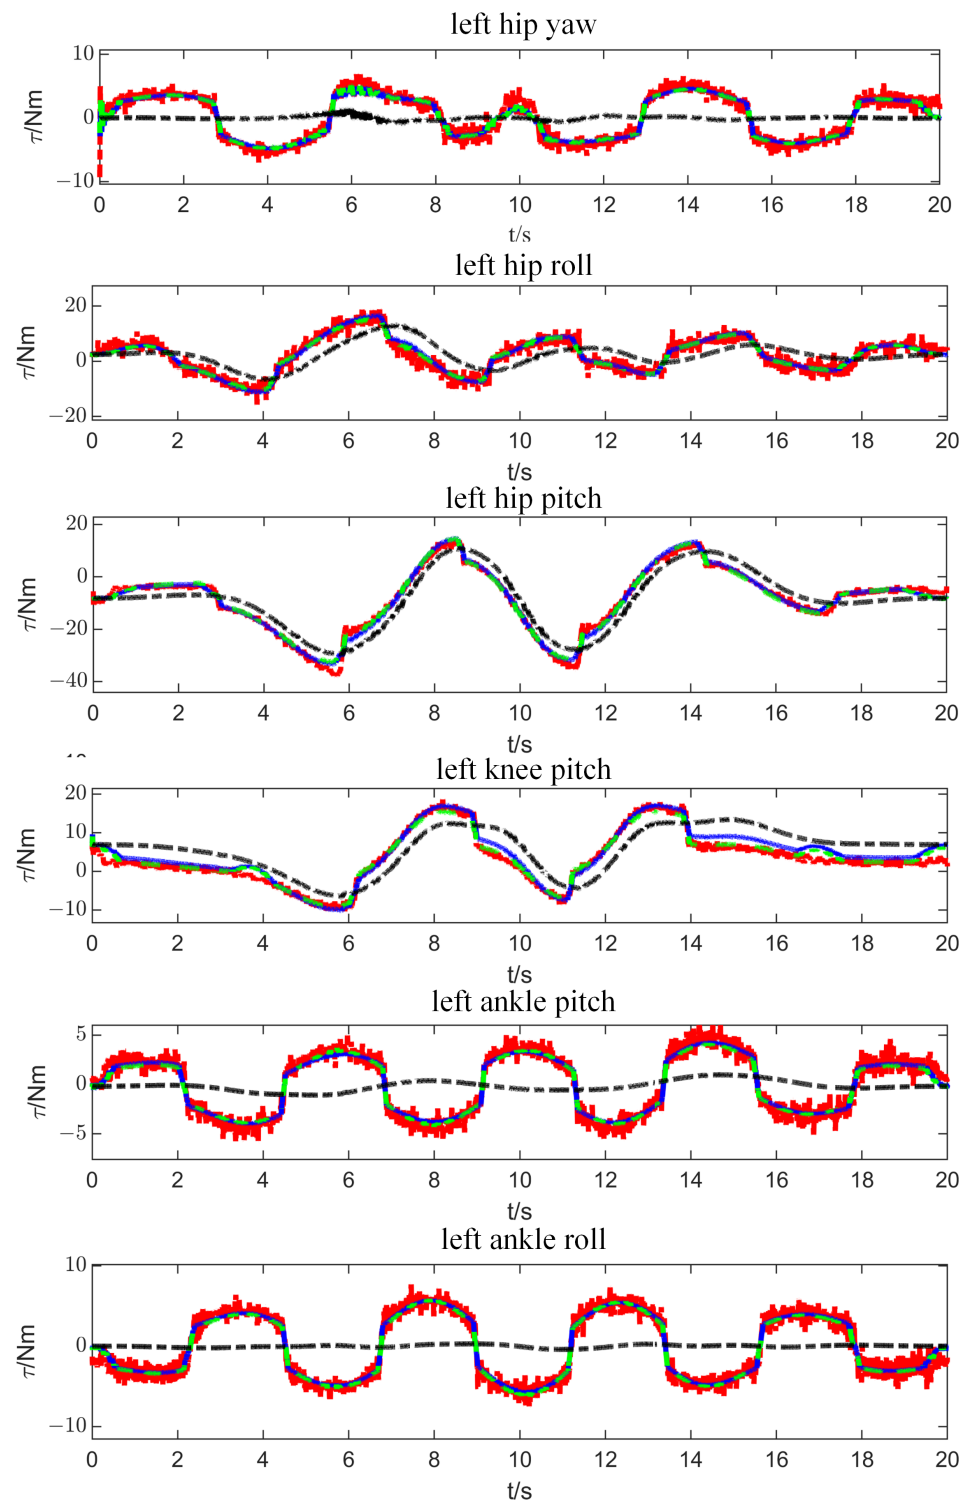 left hip yaw
10
0
−10
τ/Nm
0 2 4 6 8 10 12 14 16 18 20
t/s
left hip roll
20
0
−20
τ/Nm
0 2 4 6 8 10 12 14 16 18 20
t/s
left hip pitch
20
0
−20
−40
τ/Nm
0 2 4 6 8 10 12 14 16 18 20
t/s
left knee pitch
20
10
0
−10
τ/Nm
0 2 4 6 8 10 12 14 16 18 20
t/s
left ankle pitch
5
0
−5
τ/Nm
0 2 4 6 8 10 12 14 16 18 20
t/s
left ankle roll
10
0
−10
τ/Nm
0 2 4 6 8 10 12 14 16 18 20
t/s